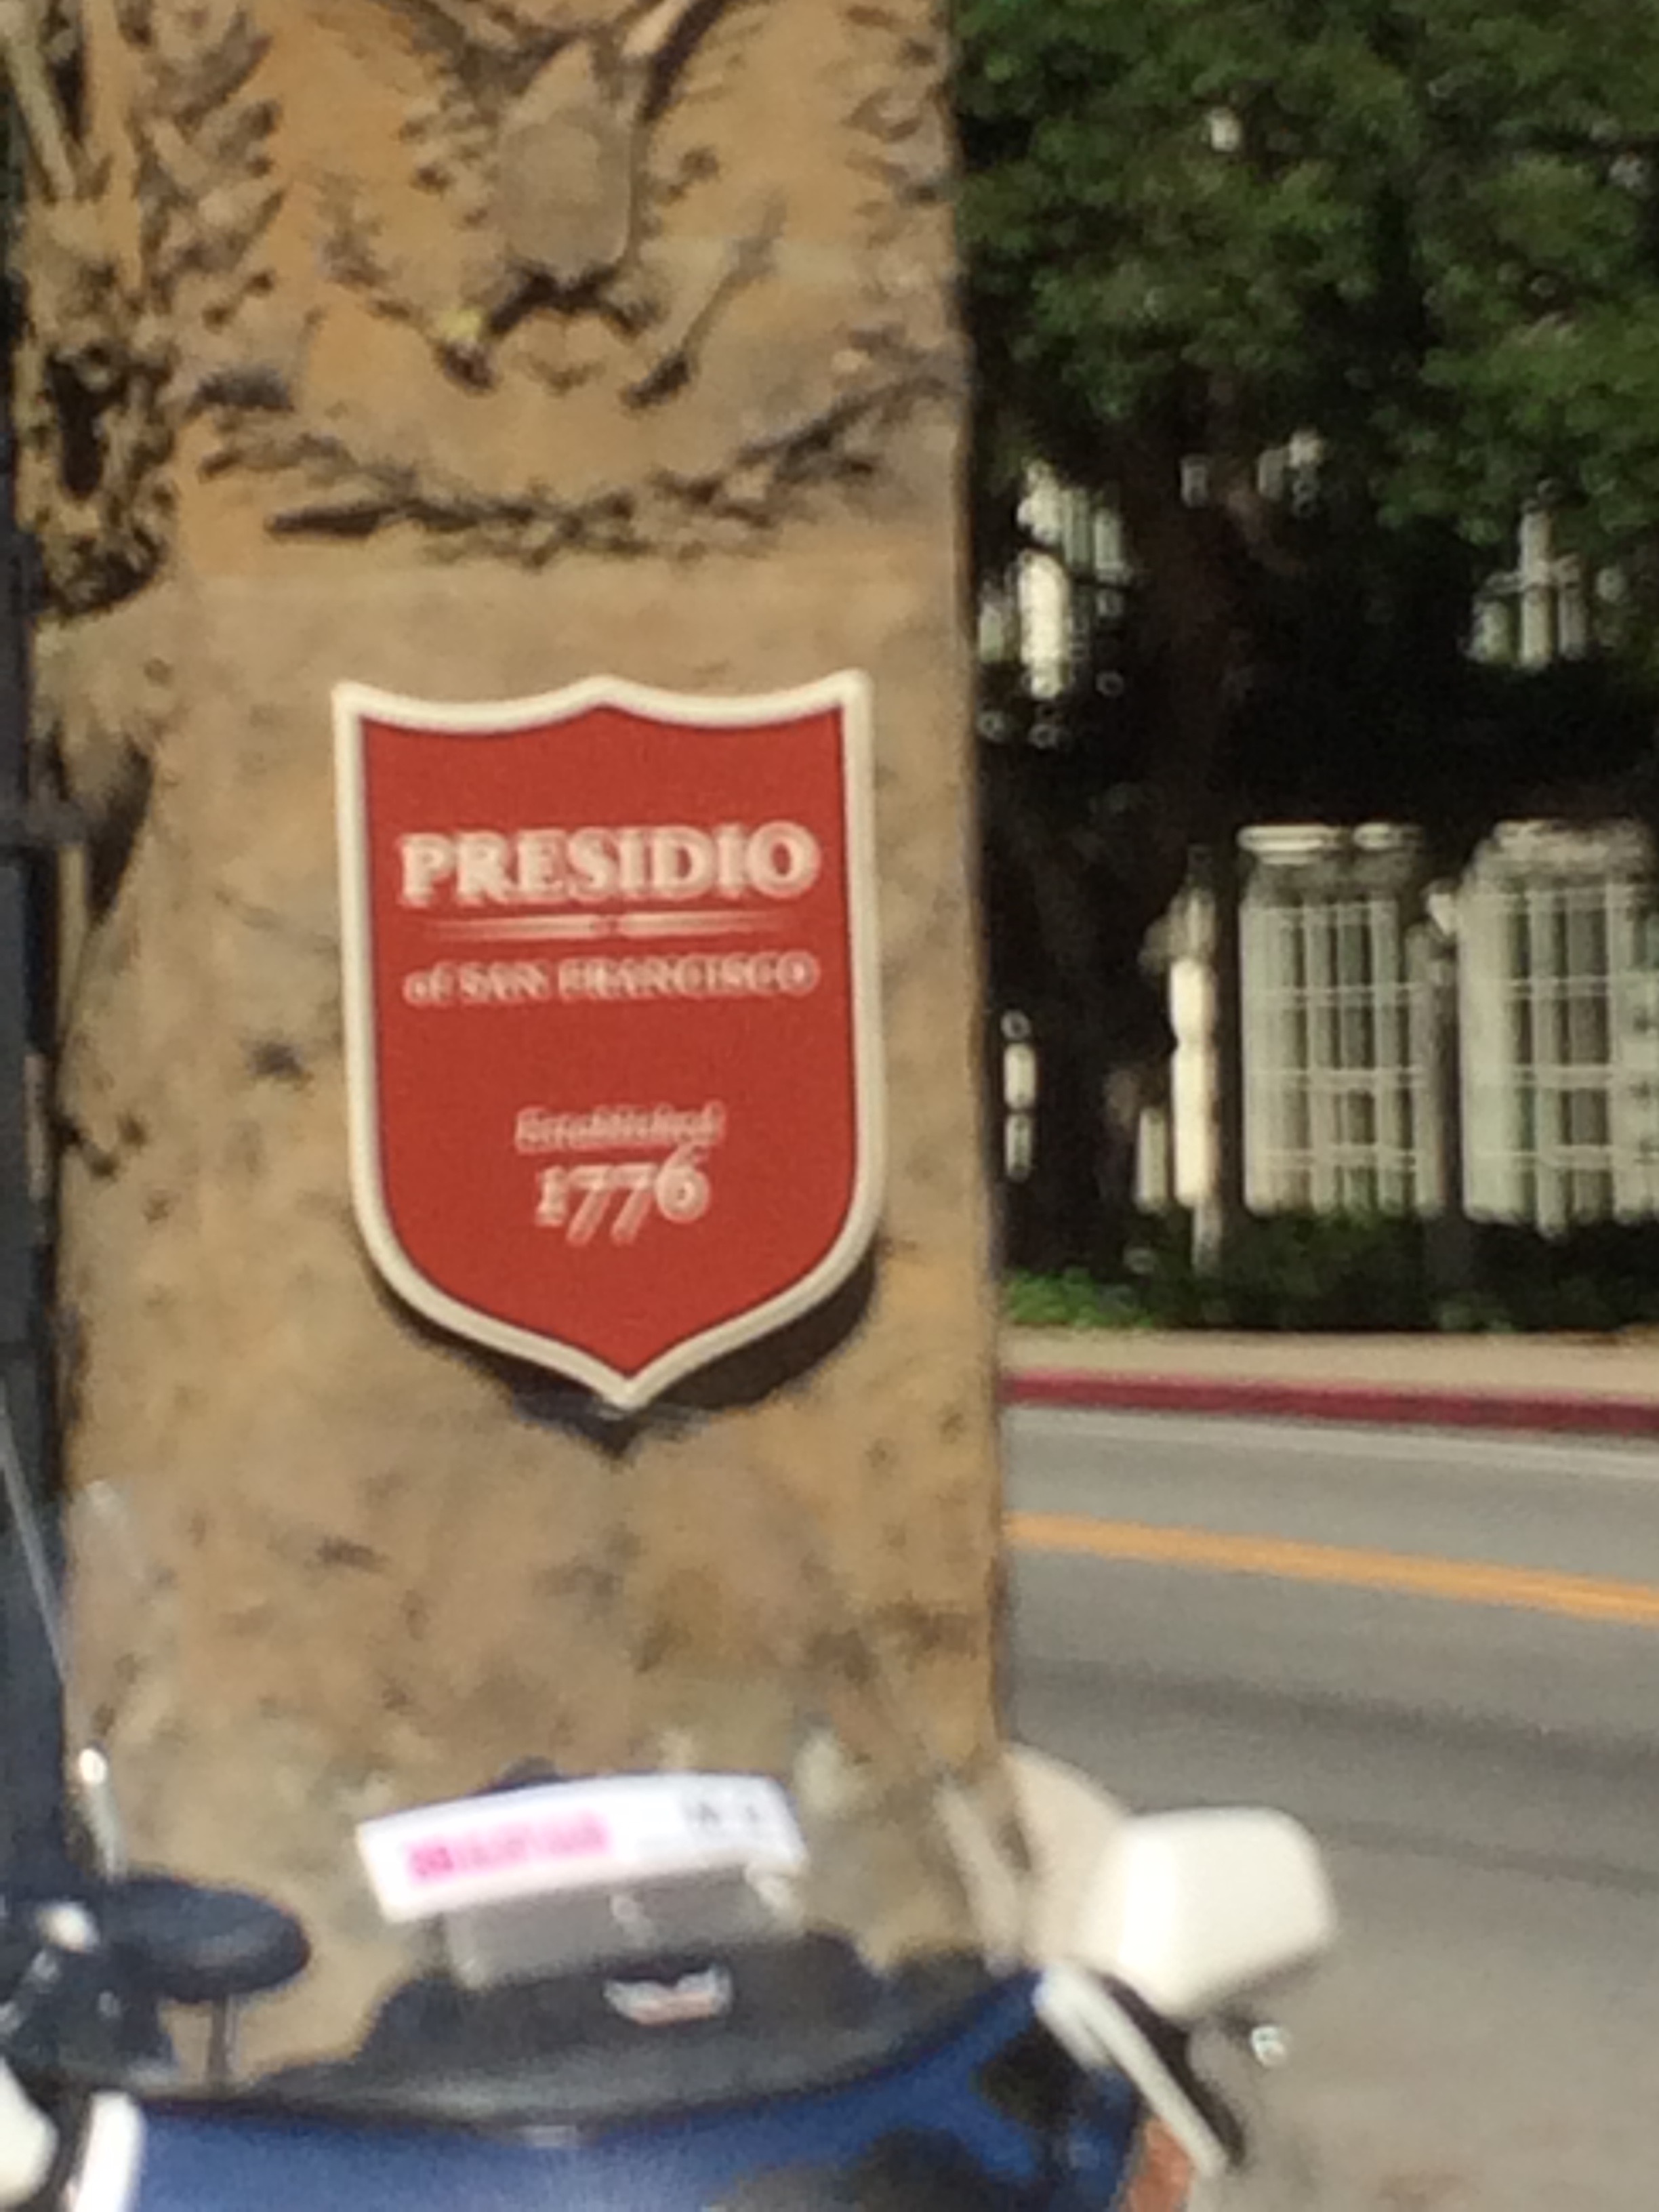 PRESIDIO
of SAN FRANCISCO
Established
1776